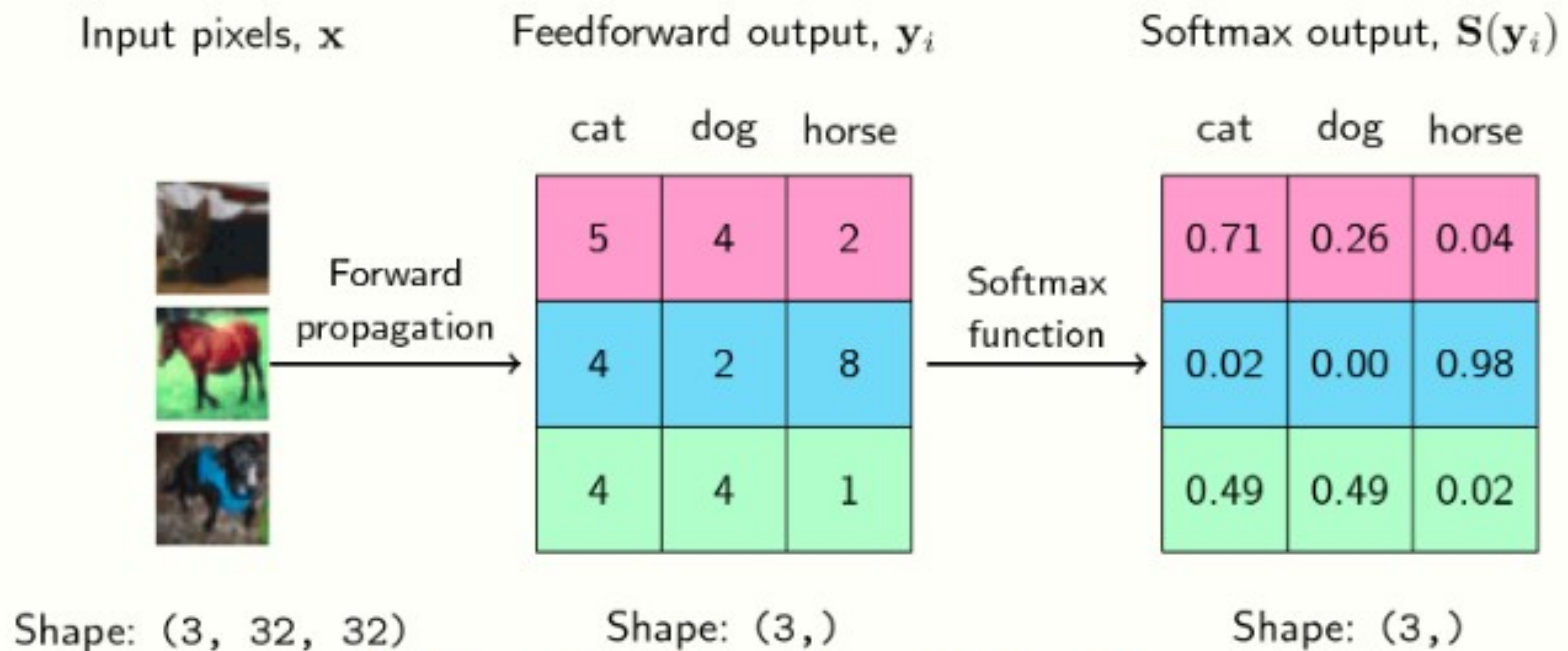 Input pixels, x
Feedforward output, yᵢ
Softmax output, S(yᵢ)
cat dog horse
cat dog horse
Forward
propagation
5 4 2
4 2 8
4 4 1
Softmax
function
0.71 0.26 0.04
0.02 0.00 0.98
0.49 0.49 0.02
Shape: (3, 32, 32)
Shape: (3,)
Shape: (3,)